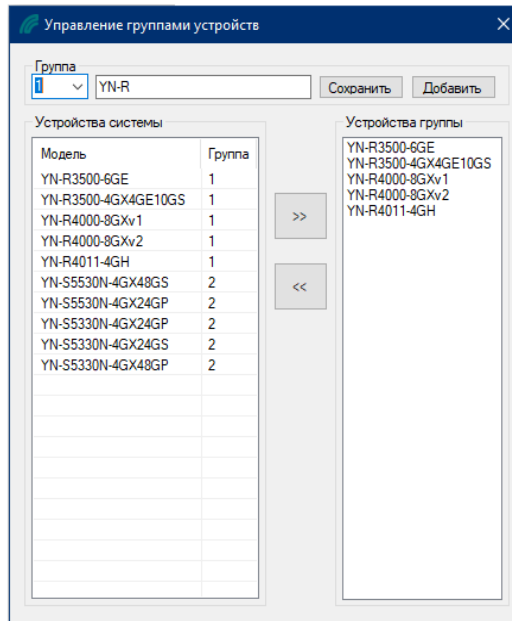 Управление группами устройств
Группа
1 YN-R Сохранить Добавить
Устройства системы
Модель Группа
YN-R3500-6GE 1
YN-R3500-4GX4GE10GS 1
YN-R4000-8GXv1 1
YN-R4000-8GXv2 1
YN-R4011-4GH 1
YN-S5530N-4GX48GS 2
YN-S5530N-4GX24GP 2
YN-S5330N-4GX24GP 2
YN-S5330N-4GX24GS 2
YN-S5330N-4GX48GP 2
>>
<<
Устройства группы
YN-R3500-6GE
YN-R3500-4GX4GE10GS
YN-R4000-8GXv1
YN-R4000-8GXv2
YN-R4011-4GH